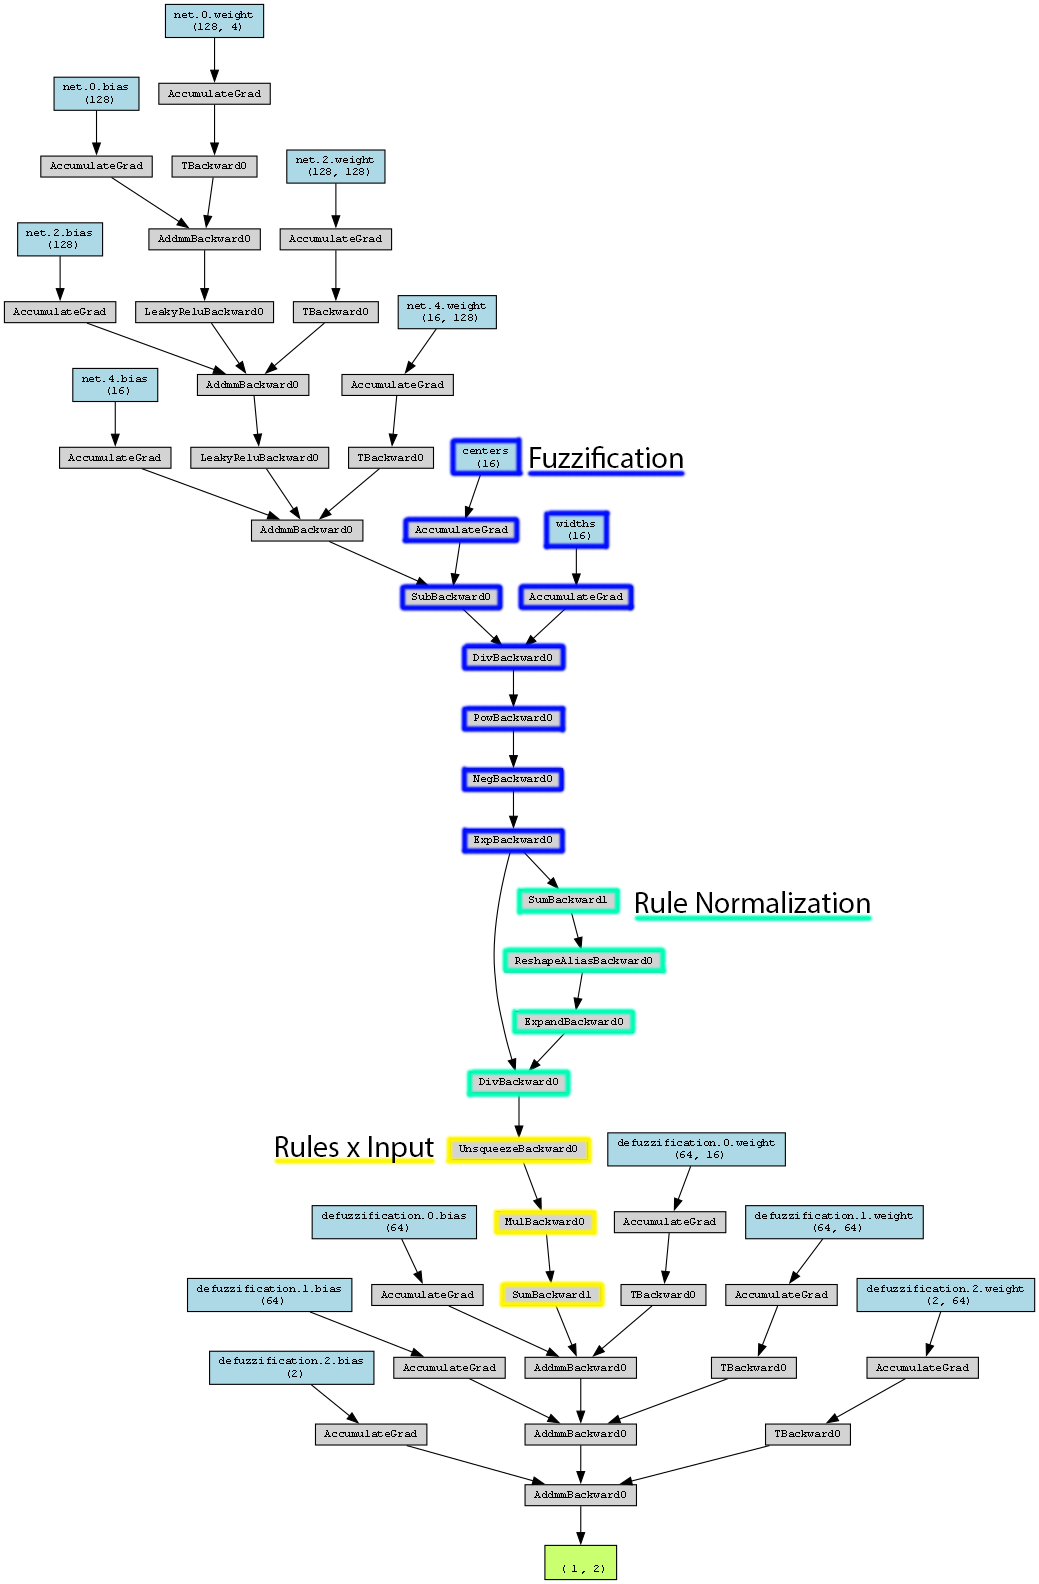 net.0.weight
(128, 4)
net.0.bias
(128)
AccumulateGrad
AccumulateGrad
TBackward0
net.2.weight
(128, 128)
net.2.bias
(128)
AddmmBackward0
AccumulateGrad
AccumulateGrad
LeakyReluBackward0
TBackward0
net.4.weight
(16, 128)
net.4.bias
(16)
AddmmBackward0
AccumulateGrad
AccumulateGrad
LeakyReluBackward0
TBackward0
centers
(16)
Fuzzification
AddmmBackward0
AccumulateGrad
widths
(16)
SubBackward0
AccumulateGrad
DivBackward0
PowBackward0
NegBackward0
ExpBackward0
SumBackward1
Rule Normalization
ReshapeAliasBackward0
ExpandBackward0
DivBackward0
Rules x Input
UnsqueezeBackward0
defuzzification.0.weight
(64, 16)
defuzzification.0.bias
(64)
MulBackward0
AccumulateGrad
defuzzification.1.weight
(64, 64)
defuzzification.1.bias
(64)
AccumulateGrad
SumBackward1
TBackward0
AccumulateGrad
defuzzification.2.weight
(2, 64)
defuzzification.2.bias
(2)
AccumulateGrad
AddmmBackward0
TBackward0
AccumulateGrad
AccumulateGrad
AddmmBackward0
TBackward0
AddmmBackward0
(1, 2)